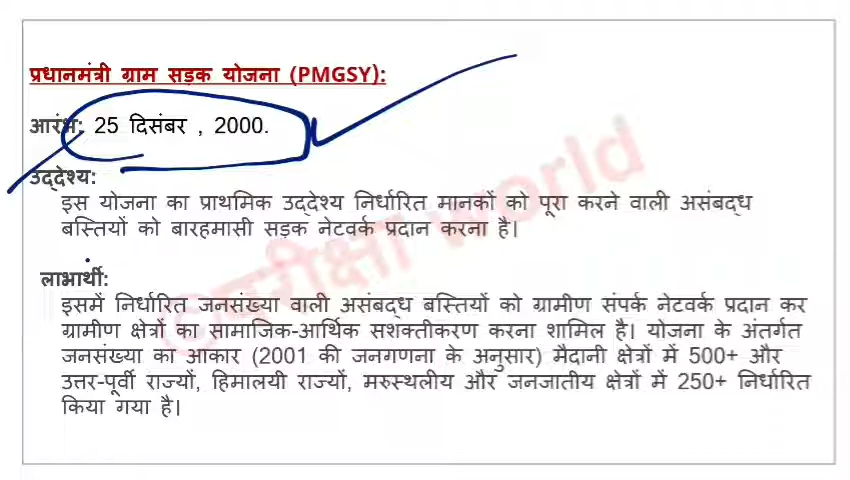 प्रधानमंत्री ग्राम सड़क योजना (PMGSY):
आरंभ: 25 दिसंबर , 2000.
उद्देश्य:
इस योजना का प्राथमिक उद्देश्य निर्धारित मानकों को पूरा करने वाली असंबद्ध
बस्तियों को बारहमासी सड़क नेटवर्क प्रदान करना है।
लाभार्थी:
इसमें निर्धारित जनसंख्या वाली असंबद्ध बस्तियों को ग्रामीण संपर्क नेटवर्क प्रदान कर
ग्रामीण क्षेत्रों का सामाजिक-आर्थिक सशक्तीकरण करना शामिल है। योजना के अंतर्गत
जनसंख्या का आकार (2001 की जनगणना के अनुसार) मैदानी क्षेत्रों में 500+ और
उत्तर-पूर्वी राज्यों, हिमालयी राज्यों, मरुस्थलीय और जनजातीय क्षेत्रों में 250+ निर्धारित
किया गया है।
©परीक्षा world